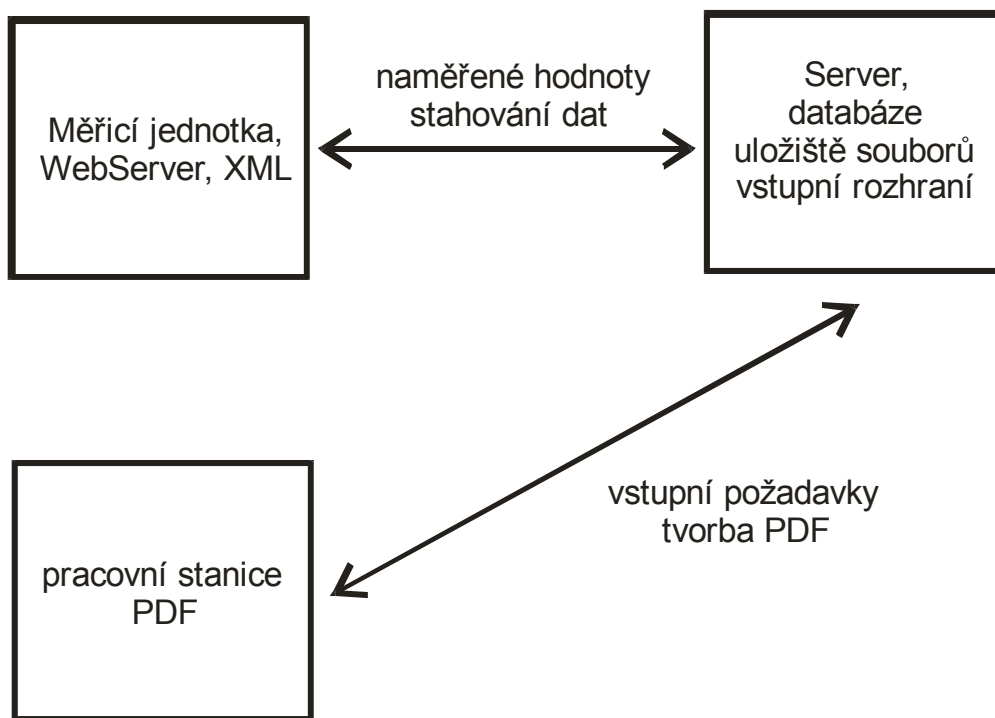 Měřicí jednotka,
WebServer, XML
naměřené hodnoty
stahování dat
Server,
databáze
uložiště souborů
vstupní rozhraní
vstupní požadavky
tvorba PDF
pracovní stanice
PDF